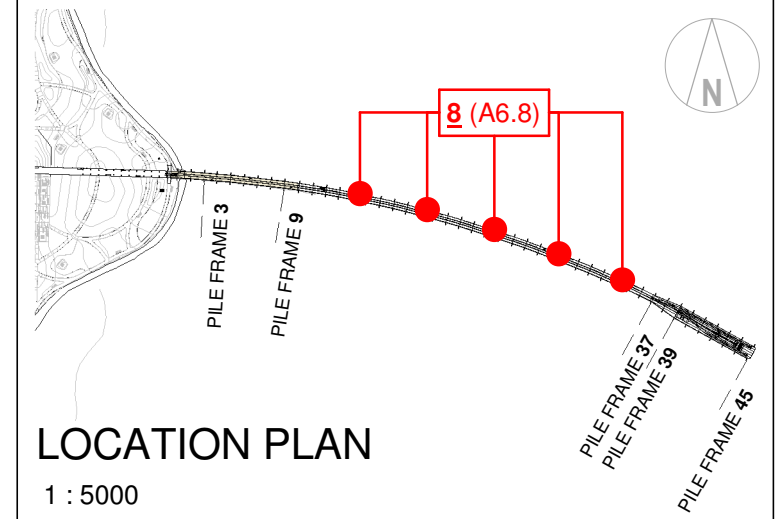 8 (A6.8)
N
PILE FRAME 3
PILE FRAME 9
PILE FRAME 37
PILE FRAME 39
PILE FRAME 45
LOCATION PLAN
1 : 5000